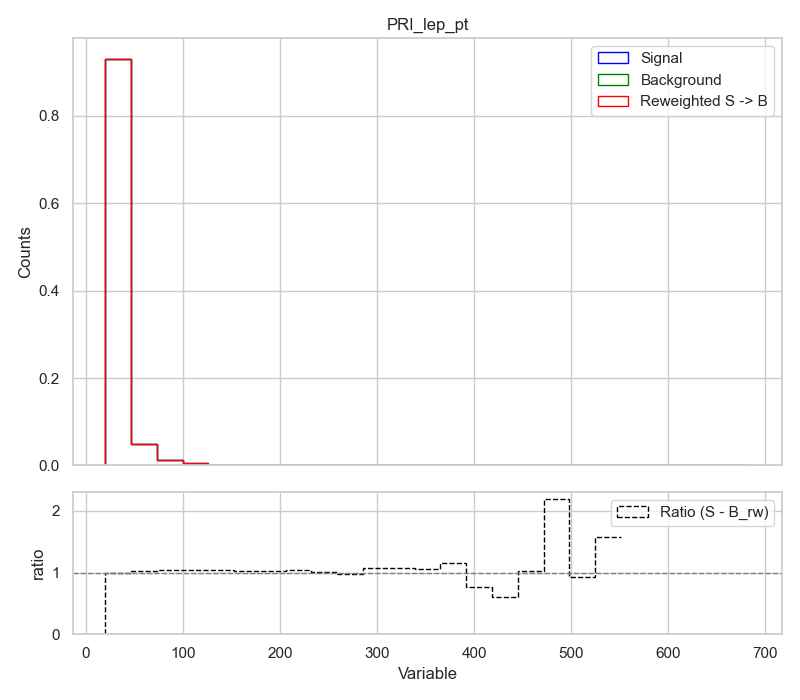 PRI_lep_pt
Signal
Background
Reweighted S -> B
Counts
0.8
0.6
0.4
0.2
0.0
Ratio (S - B_rw)
ratio
2
1
0
0 100 200 300 400 500 600 700
Variable